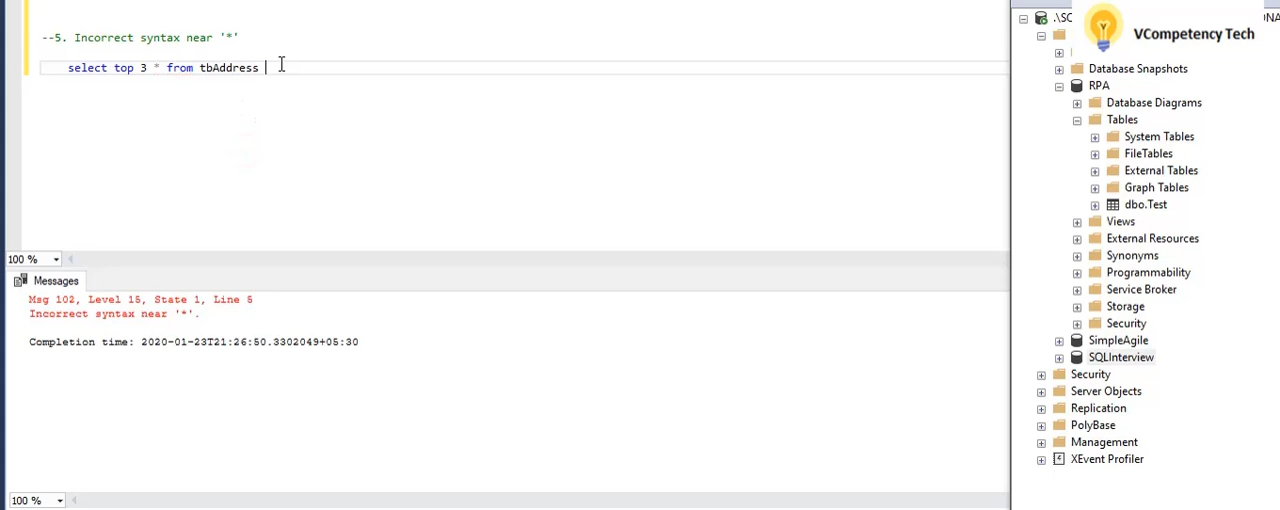 --5. Incorrect syntax near '*'
select top 3 * from tbAddress
100 %
Messages
Msg 102, Level 15, State 1, Line 5
Incorrect syntax near '*'.
Completion time: 2020-01-23T21:26:50.3302049+05:30
100 %
VCompetency Tech
Database Snapshots
RPA
Database Diagrams
Tables
System Tables
FileTables
External Tables
Graph Tables
dbo.Test
Views
External Resources
Synonyms
Programmability
Service Broker
Storage
Security
SimpleAgile
SQLInterview
Security
Server Objects
Replication
PolyBase
Management
XEvent Profiler